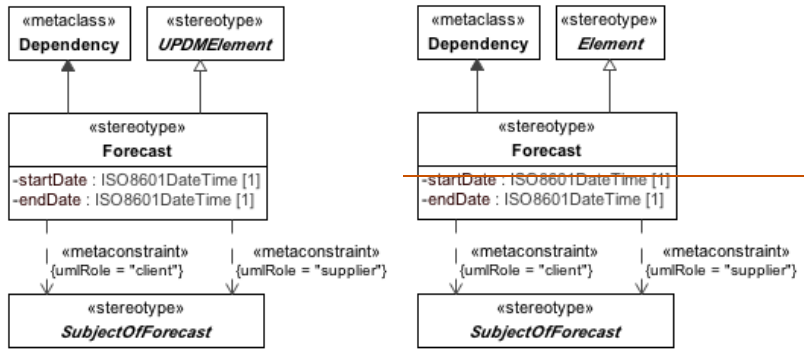 «metaclass»
Dependency
«stereotype»
UPDMElement
«stereotype»
Forecast
-startDate : ISO8601DateTime [1]
-endDate : ISO8601DateTime [1]
«metaconstraint»
{umlRole = "client"}
«metaconstraint»
{umlRole = "supplier"}
«stereotype»
SubjectOfForecast
«metaclass»
Dependency
«stereotype»
Element
«stereotype»
Forecast
-startDate : ISO8601DateTime [1]
-endDate : ISO8601DateTime [1]
«metaconstraint»
{umlRole = "client"}
«metaconstraint»
{umlRole = "supplier"}
«stereotype»
SubjectOfForecast